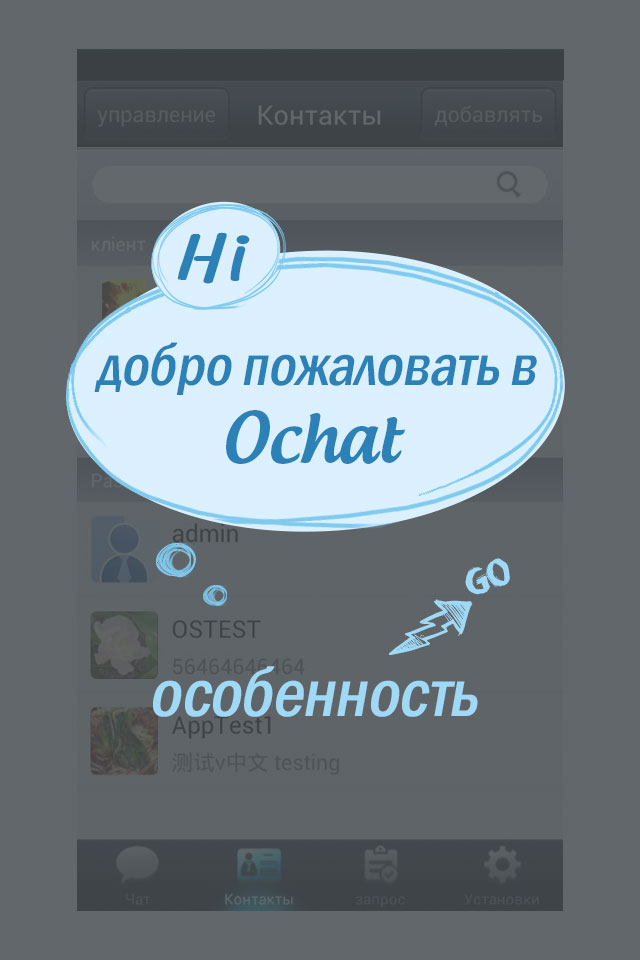 управление Контакты добавлять
клієнт
Hi
добро пожаловать в
Ochat
admin
GO
OSTEST
56464646464
особенность
AppTest1
测试v中文 testing
Чат Контакты запрос Установки